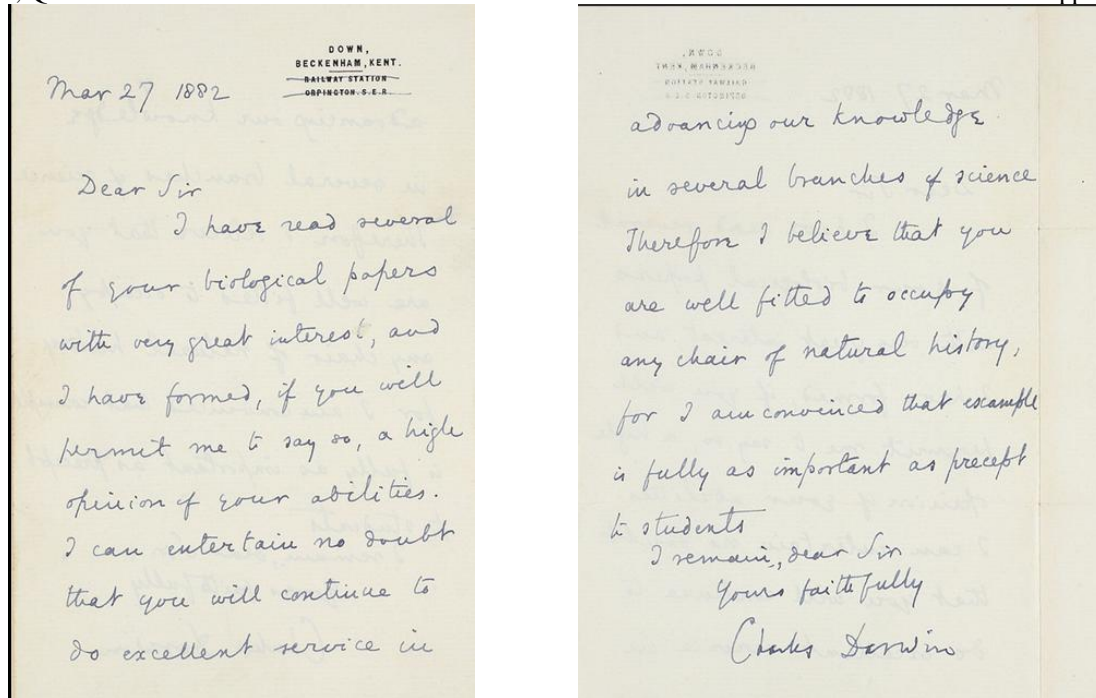 DOWN,
BECKENHAM, KENT.
RAILWAY STATION
ORPINGTON. S.E.R.
Mar 27 1882
Dear Sir
I have read several
of your biological papers
with very great interest, and
I have formed, if you will
permit me to say so, a high
opinion of your abilities.
I can entertain no doubt
that you will continue to
do excellent service in
advancing our knowledge
in several branches of science
Therefore I believe that you
are well fitted to occupy
any chair of natural history,
for I am convinced that example
is fully as important as precept
to students
I remain, dear Sir
Yours faithfully
Charles Darwin